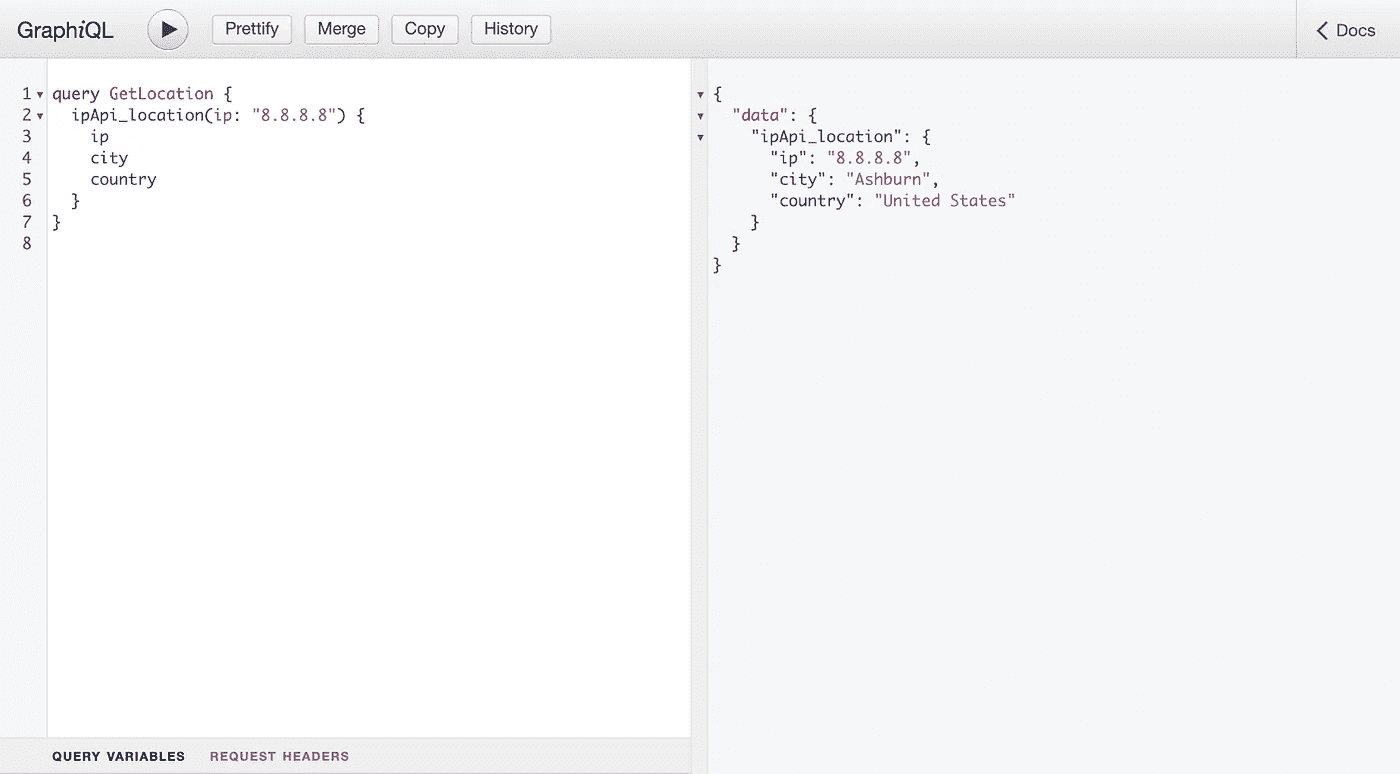 GraphiQL Prettify Merge Copy History Docs
1 query GetLocation {
2 ipApi_location(ip: "8.8.8.8") {
3 ip
4 city
5 country
6 }
7 }
8
{
"data": {
"ipApi_location": {
"ip": "8.8.8.8",
"city": "Ashburn",
"country": "United States"
}
}
}
QUERY VARIABLES REQUEST HEADERS